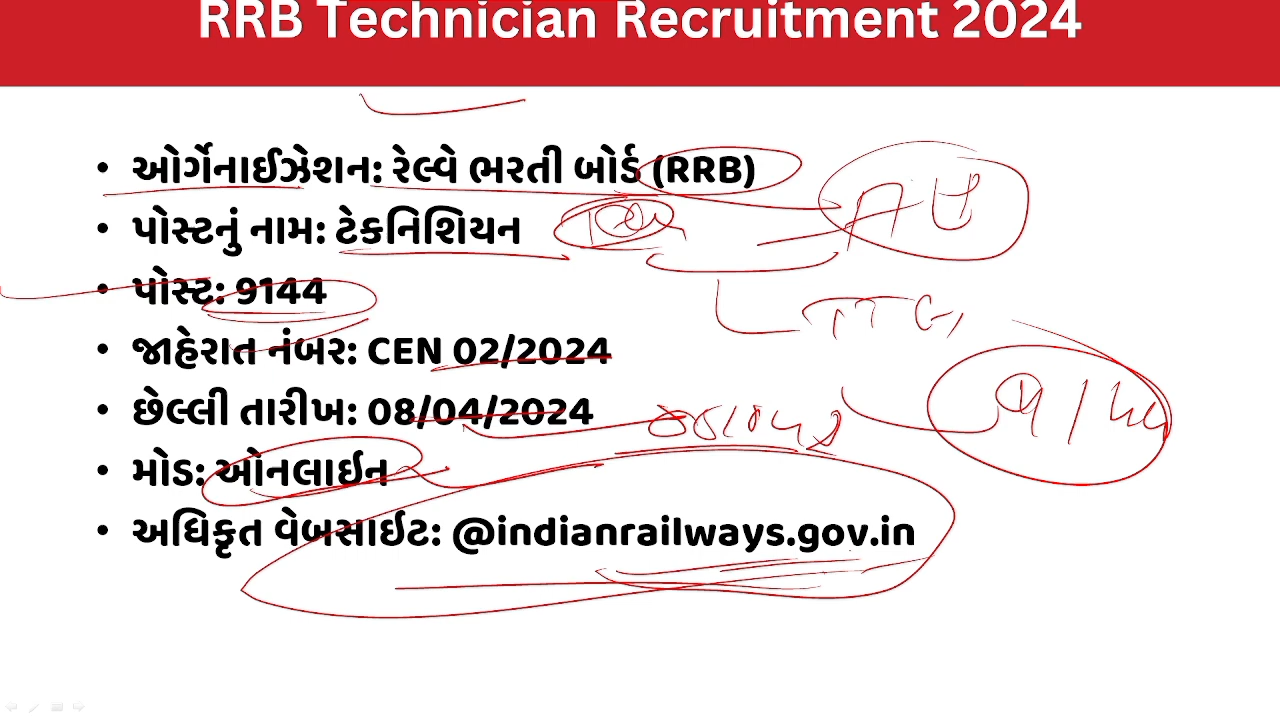 RRB Technician Recruitment 2024
• ઓર્ગેનાઈઝેશન: રેલ્વે ભરતી બોર્ડ (RRB)
• પોસ્ટનું નામ: ટેકનિશિયન
• પોસ્ટ: 9144
• જાહેરાત નંબર: CEN 02/2024
• છેલ્લી તારીખ: 08/04/2024
• મોડ: ઓનલાઈન
• અધિકૃત વેબસાઈટ: @indianrailways.gov.in